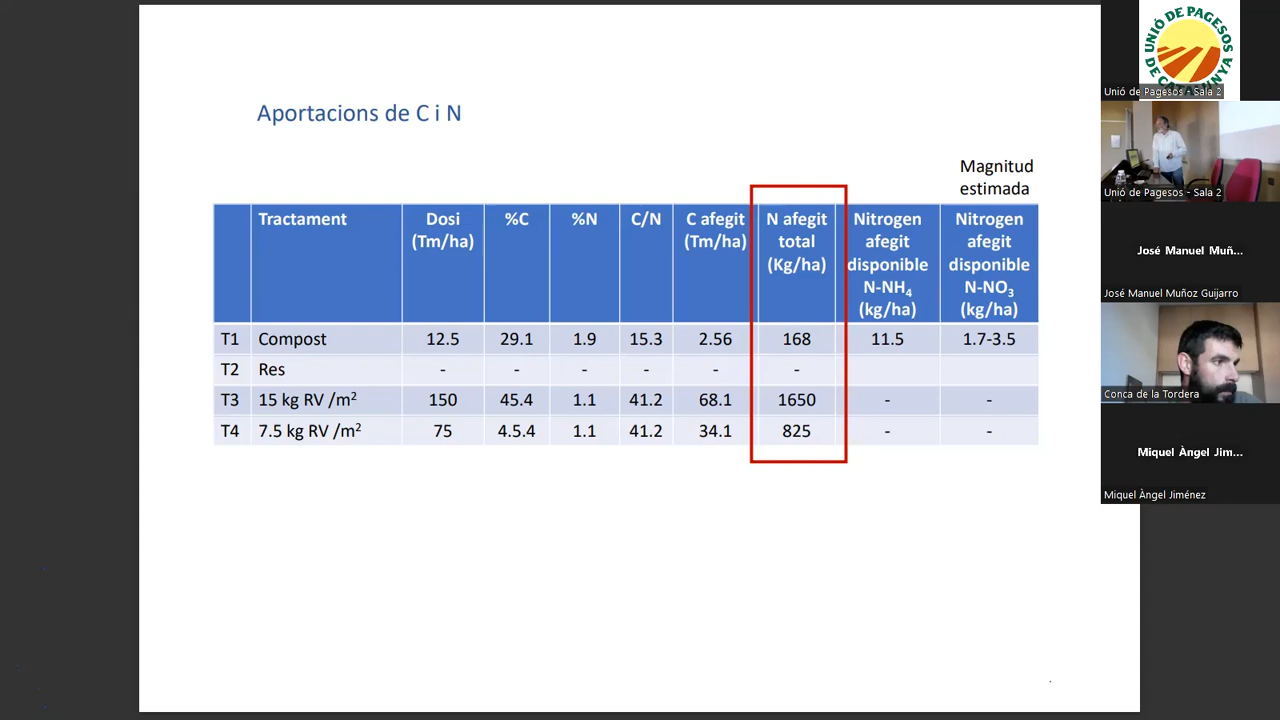 Aportacions de C i N
Magnitud
estimada
Tractament
Dosi
(Tm/ha)
%C
%N
C/N
C afegit
(Tm/ha)
N afegit
total
(Kg/ha)
Nitrogen
afegit
disponible
N-NH4
(kg/ha)
Nitrogen
afegit
disponible
N-NO3
(kg/ha)
T1 Compost 12.5 29.1 1.9 15.3 2.56 168 11.5 1.7-3.5
T2 Res - - - - - -
T3 15 kg RV /m2 150 45.4 1.1 41.2 68.1 1650 - -
T4 7.5 kg RV /m2 75 4.5.4 1.1 41.2 34.1 825 - -
UNIÓ DE PAGESOS
DE CATALUNYA
Unió de Pagesos - Sala 2
Unió de Pagesos - Sala 2
José Manuel Muñ...
José Manuel Muñoz Guijarro
Conca de la Tordera
Miquel Àngel Jim...
Miquel Àngel Jiménez